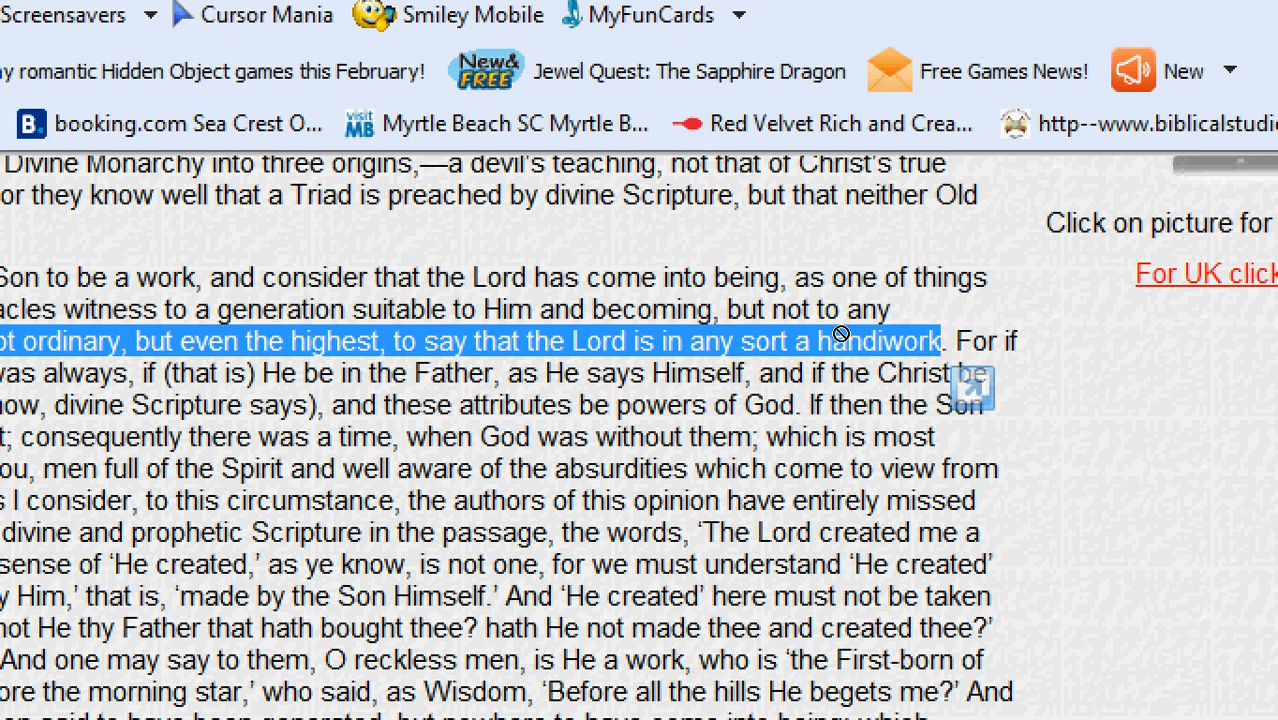 Screensavers Cursor Mania Smiley Mobile MyFunCards
y romantic Hidden Object games this February! New& FREE Jewel Quest: The Sapphire Dragon Free Games News! New
B. booking.com Sea Crest O... visit MB Myrtle Beach SC Myrtle B... Red Velvet Rich and Crea... http--www.biblicalstudie
Divine Monarchy into three origins,—a devil's teaching, not that of Christ's true
or they know well that a Triad is preached by divine Scripture, but that neither Old
Click on picture for
Son to be a work, and consider that the Lord has come into being, as one of things
For UK click
acles witness to a generation suitable to Him and becoming, but not to any
ot ordinary, but even the highest, to say that the Lord is in any sort a handiwork. For if
was always, if (that is) He be in the Father, as He says Himself, and if the Christ be
now, divine Scripture says), and these attributes be powers of God. If then the Son
t; consequently there was a time, when God was without them; which is most
ou, men full of the Spirit and well aware of the absurdities which come to view from
s I consider, to this circumstance, the authors of this opinion have entirely missed
divine and prophetic Scripture in the passage, the words, ‘The Lord created me a
sense of ‘He created,’ as ye know, is not one, for we must understand ‘He created’
y Him,’ that is, ‘made by the Son Himself.’ And ‘He created’ here must not be taken
not He thy Father that hath bought thee? hath He not made thee and created thee?’
And one may say to them, O reckless men, is He a work, who is ‘the First-born of
ore the morning star,’ who said, as Wisdom, ‘Before all the hills He begets me?’ And